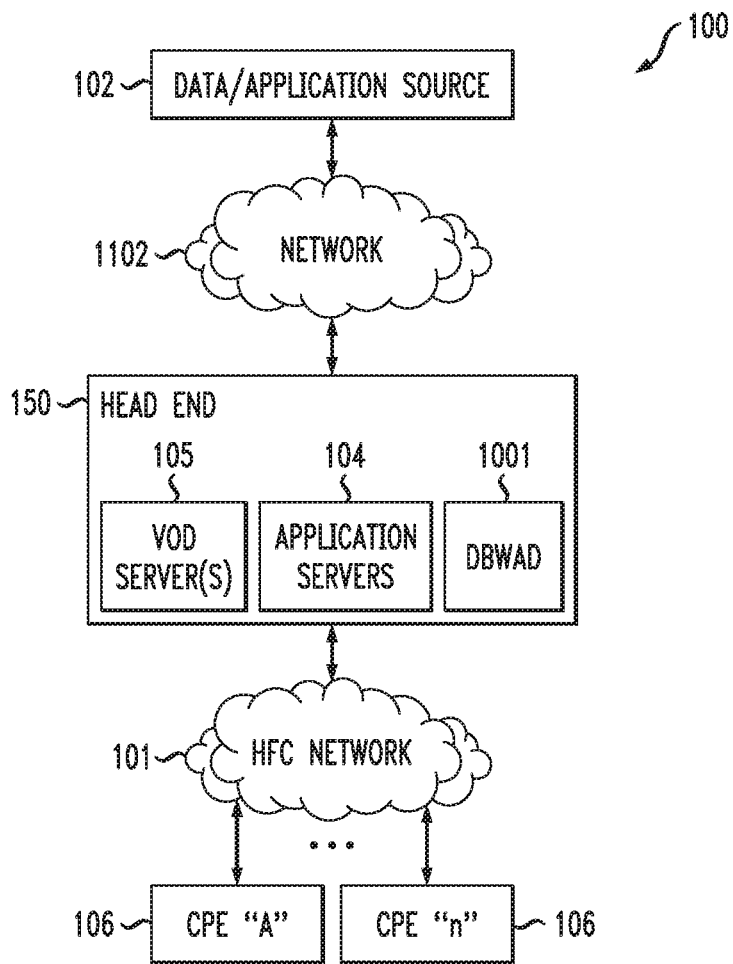 100
102 DATA/APPLICATION SOURCE
1102 NETWORK
150 HEAD END
105 104 1001
VOD SERVER(S)
APPLICATION SERVERS
DBWAD
101 HFC NETWORK
...
106 CPE “A” CPE “n” 106